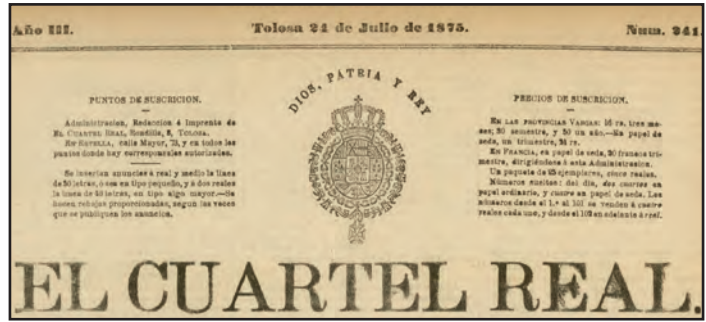 Año III.
Tolosa 24 de Julio de 1875.
Num. 241.
DIOS, PATRIA Y REY
PUNTOS DE SUSCRICION.
Administracion, Redaccion é Imprenta de
EL CUARTEL REAL, Rondilla, 8, TOLOSA.
EN ESTELLA, calle Mayor, 73, y en todos los
puntos donde hay corresponsales autorizados.
Se insertan anuncios á real y medio la linea
de 50 letras, ó sea en tipo pequeño, y á dos reales
la linea de letras, en tipo algo mayor.—Se
hacen rebajas proporcionadas, segun las veces
que se publiquen los anuncios.
PRECIOS DE SUSCRICION.
EN LAS PROVINCIAS VASCAS: 16 rs. tres me-
ses; 30 semestre, y 50 un año.—En papel de
seda, un trimestre, rs.
EN FRANCIA, en papel de seda, 20 francos tri-
mestre, dirigiéndose á esta Administracion.
Un paquete de 25 ejemplares, cinco reales.
Números sueltos: del dia, dos cuartos en
papel ordinario, y cuatro en papel de seda. Los
números desde el 1.º al 101 se venden á cuatro
reales cada uno, y desde el 102 en adelante á real.
EL CUARTEL REAL.